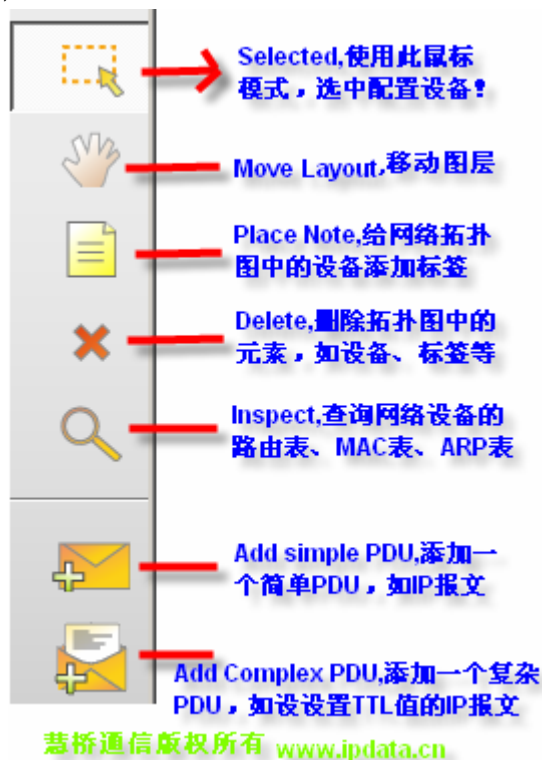 Selected,使用此鼠标
模式，选中配置设备！
Move Layout,移动图层
Place Note,给网络拓扑
图中的设备添加标签
Delete,删除拓扑图中的
元素，如设备、标签等
Inspect,查询网络设备的
路由表、MAC表、ARP表
Add simple PDU,添加一
个简单PDU，如IP报文
Add Complex PDU,添加一个复杂
PDU，如设设置TTL值的IP报文
慧桥通信版权所有 www.ipdata.cn